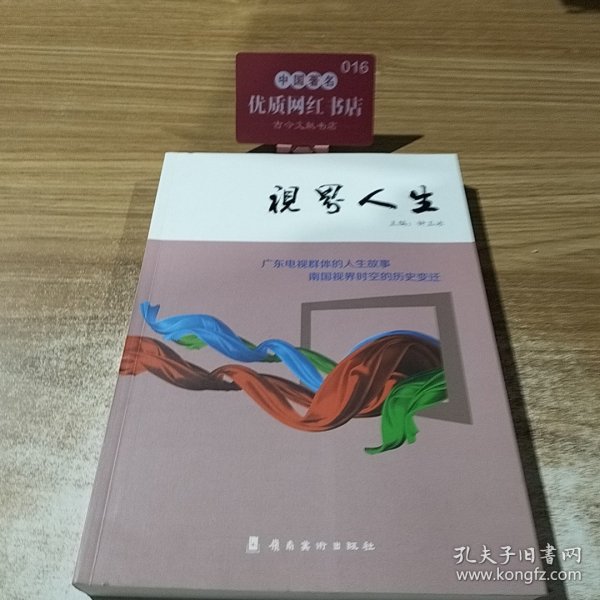 016
中国著名
优质网红书店
古今文献书店
視界人生
广东电视群体的人生故事
南国视界时空的历史变迁
嶺南美術出版社
孔夫子旧书网
www.kongfz.com